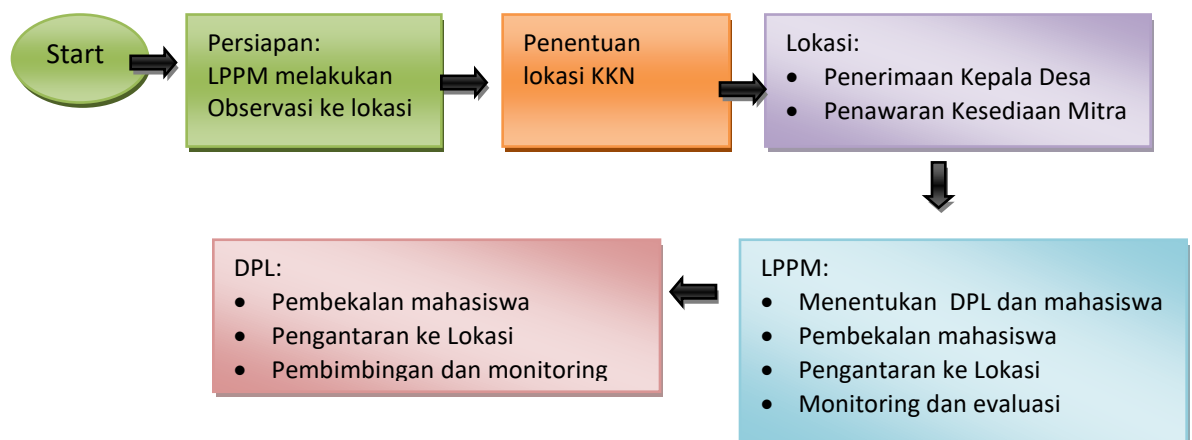 Start
Persiapan:
LPPM melakukan
Observasi ke lokasi
Penentuan
lokasi KKN
Lokasi:
• Penerimaan Kepala Desa
• Penawaran Kesediaan Mitra
DPL:
• Pembekalan mahasiswa
• Pengantaran ke Lokasi
• Pembimbingan dan monitoring
LPPM:
• Menentukan DPL dan mahasiswa
• Pembekalan mahasiswa
• Pengantaran ke Lokasi
• Monitoring dan evaluasi